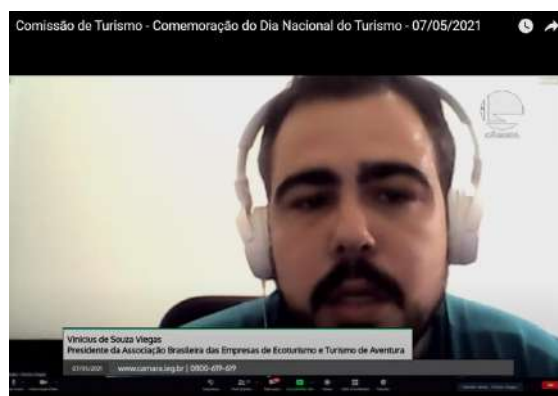 Comissão de Turismo - Comemoração do Dia Nacional do Turismo - 07/05/2021
Vinicius de Souza Viegas
Presidente da Associação Brasileira das Empresas de Ecoturismo e Turismo de Aventura
07/05/2021 www.camara.leg.br | 0800-619-619